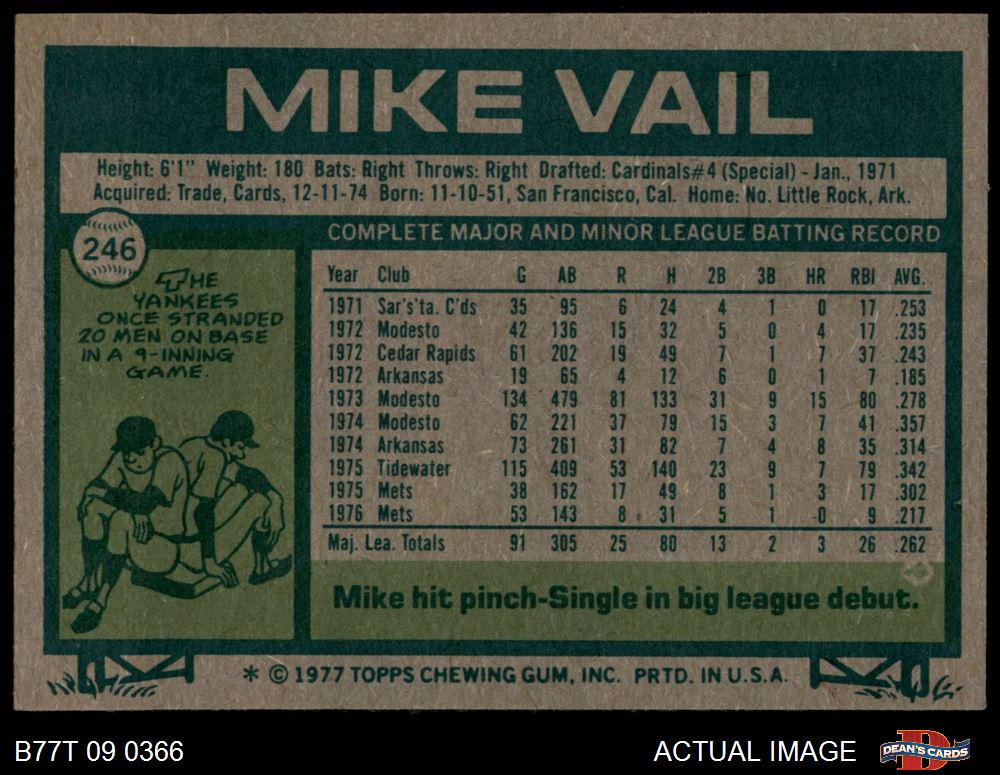 MIKE VAIL
Height: 6'1" Weight: 180 Bats: Right Throws: Right Drafted: Cardinals#4 (Special) - Jan., 1971
Acquired: Trade, Cards, 12-11-74 Born: 11-10-51, San Francisco, Cal. Home: No. Little Rock, Ark.
246
THE
YANKEES
ONCE STRANDED
20 MEN ON BASE
IN A 9-INNING
GAME.
COMPLETE MAJOR AND MINOR LEAGUE BATTING RECORD
Year Club G AB R H 2B 3B HR RBI AVG.
1971 Sar's'ta. C'ds 35 95 6 24 4 1 0 17 .253
1972 Modesto 42 136 15 32 5 0 4 17 .235
1972 Cedar Rapids 61 202 19 49 7 1 7 37 .243
1972 Arkansas 19 65 4 12 6 0 1 7 .185
1973 Modesto 134 479 81 133 31 9 15 80 .278
1974 Modesto 62 221 37 79 15 3 7 41 .357
1974 Arkansas 73 261 31 82 7 4 8 35 .314
1975 Tidewater 115 409 53 140 23 9 7 79 .342
1975 Mets 38 162 17 49 8 1 3 17 .302
1976 Mets 53 143 8 31 5 1 0 9 .217
Maj. Lea. Totals 91 305 25 80 13 2 3 26 .262
Mike hit pinch-Single in big league debut.
* © 1977 TOPPS CHEWING GUM, INC. PRTD. IN U.S.A.
B77T 09 0366
ACTUAL IMAGE
D
DEAN'S CARDS